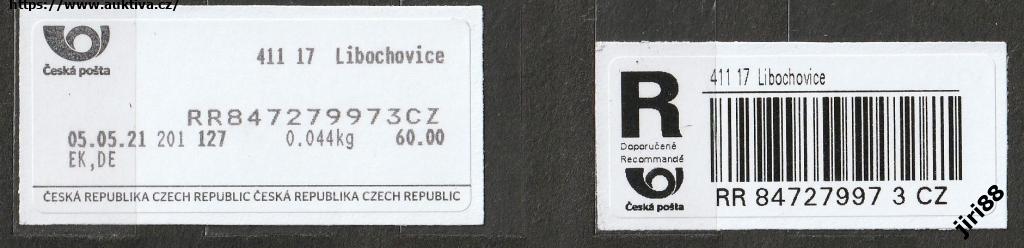 https://www.auktiva.cz/
Česká pošta
411 17 Libochovice
RR847279973CZ
05.05.21 201 127 0.044kg 60.00
EK,DE
ČESKÁ REPUBLIKA CZECH REPUBLIC ČESKÁ REPUBLIKA CZECH REPUBLIC
R
Doporučeně
Recommandé
Česká pošta
411 17 Libochovice
RR 84727997 3 CZ
jiri88